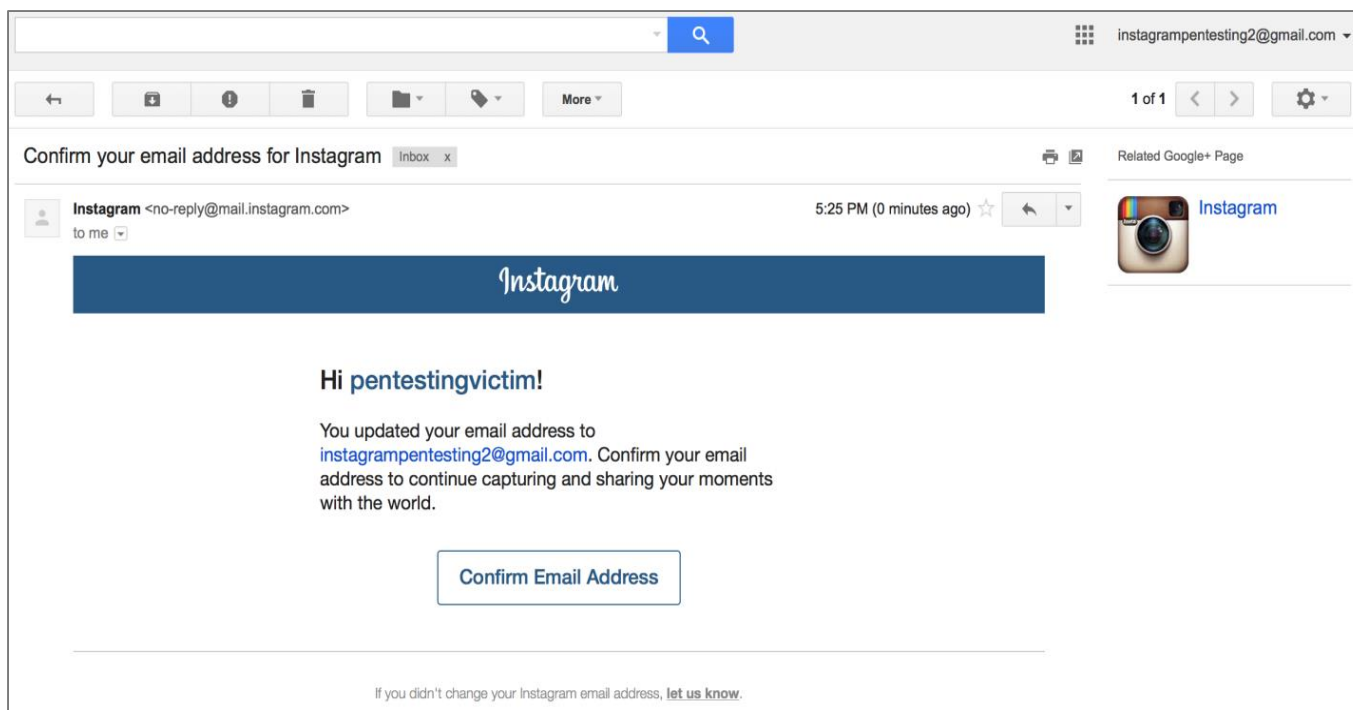 instagrampentesting2@gmail.com
More
1 of 1
Confirm your email address for Instagram Inbox x
Related Google+ Page
Instagram <no-reply@mail.instagram.com>
5:25 PM (0 minutes ago)
to me
Instagram
Instagram
Hi pentestingvictim!
You updated your email address to
instagrampentesting2@gmail.com. Confirm your email
address to continue capturing and sharing your moments
with the world.
Confirm Email Address
If you didn't change your Instagram email address, let us know.